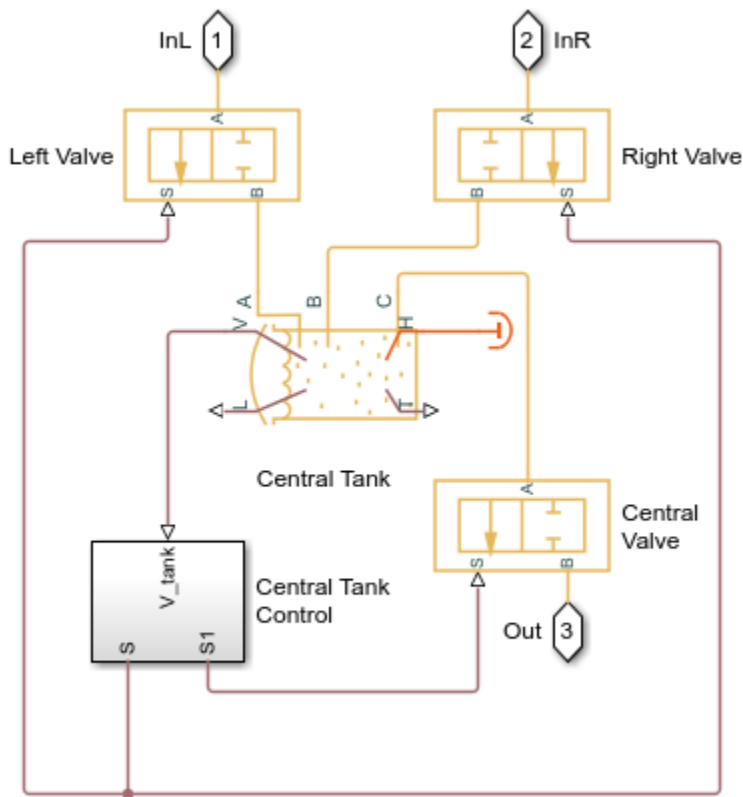 InL 1
2 InR
A
A
Left Valve
Right Valve
S B
B S
A B C
V H
L T
Central Tank
A
Central
Valve
S B
V_tank
Central Tank
Control
S S1
Out 3